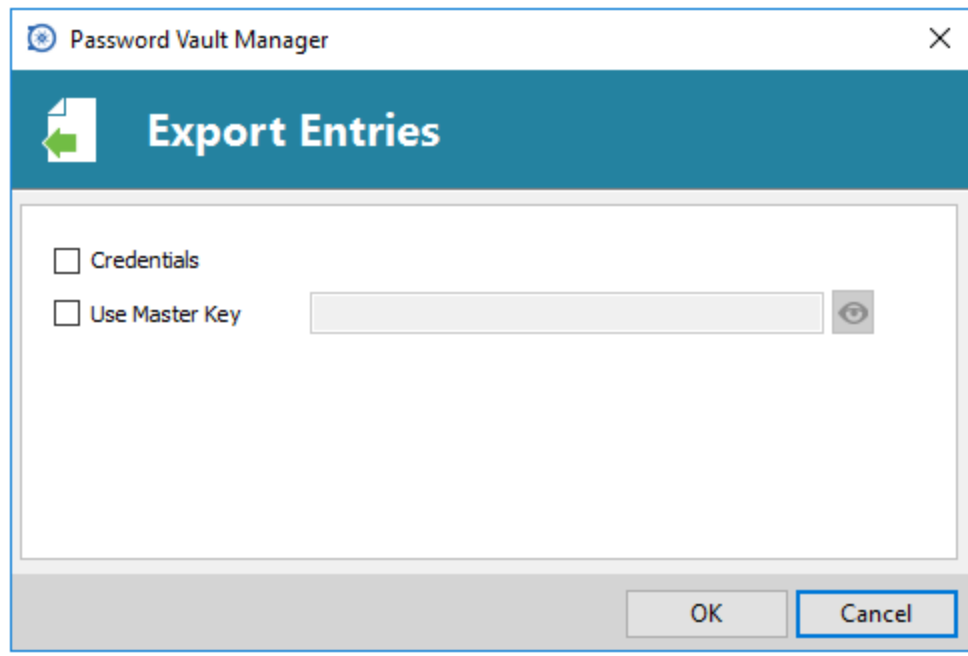 Password Vault Manager
Export Entries
Credentials
Use Master Key
OK
Cancel